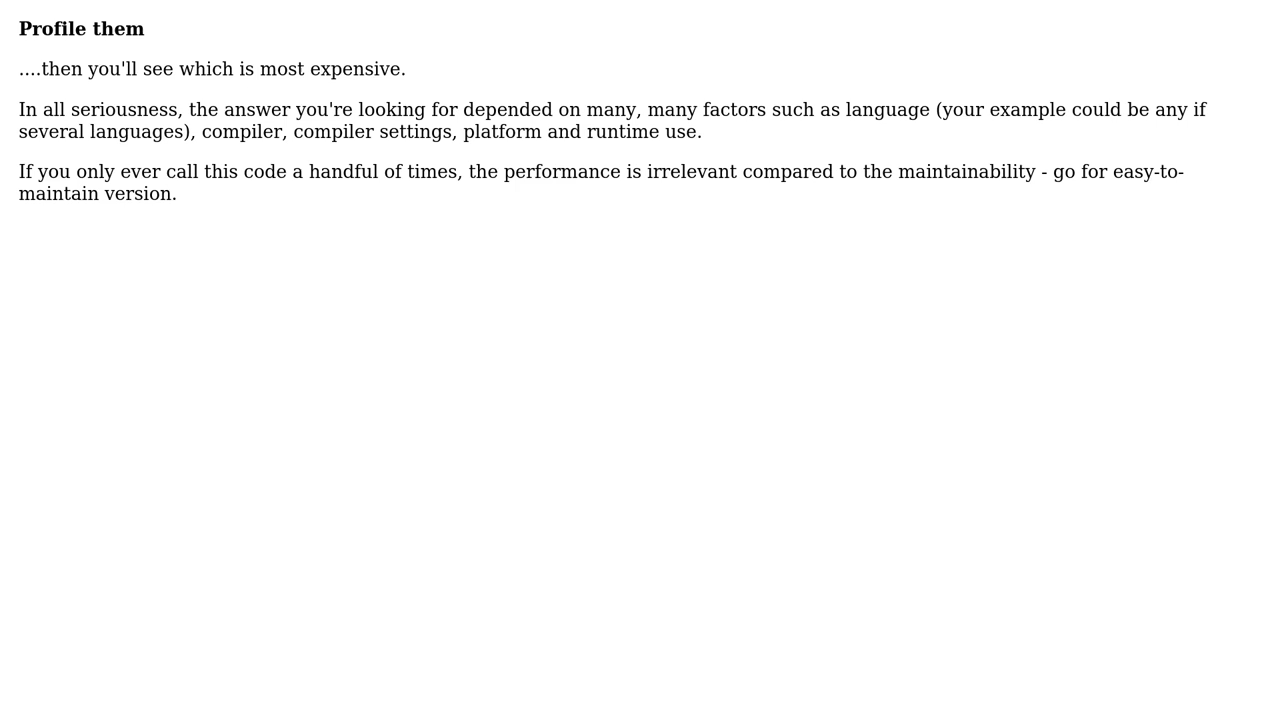 Profile them
....then you'll see which is most expensive.
In all seriousness, the answer you're looking for depended on many, many factors such as language (your example could be any if
several languages), compiler, compiler settings, platform and runtime use.
If you only ever call this code a handful of times, the performance is irrelevant compared to the maintainability - go for easy-to-
maintain version.